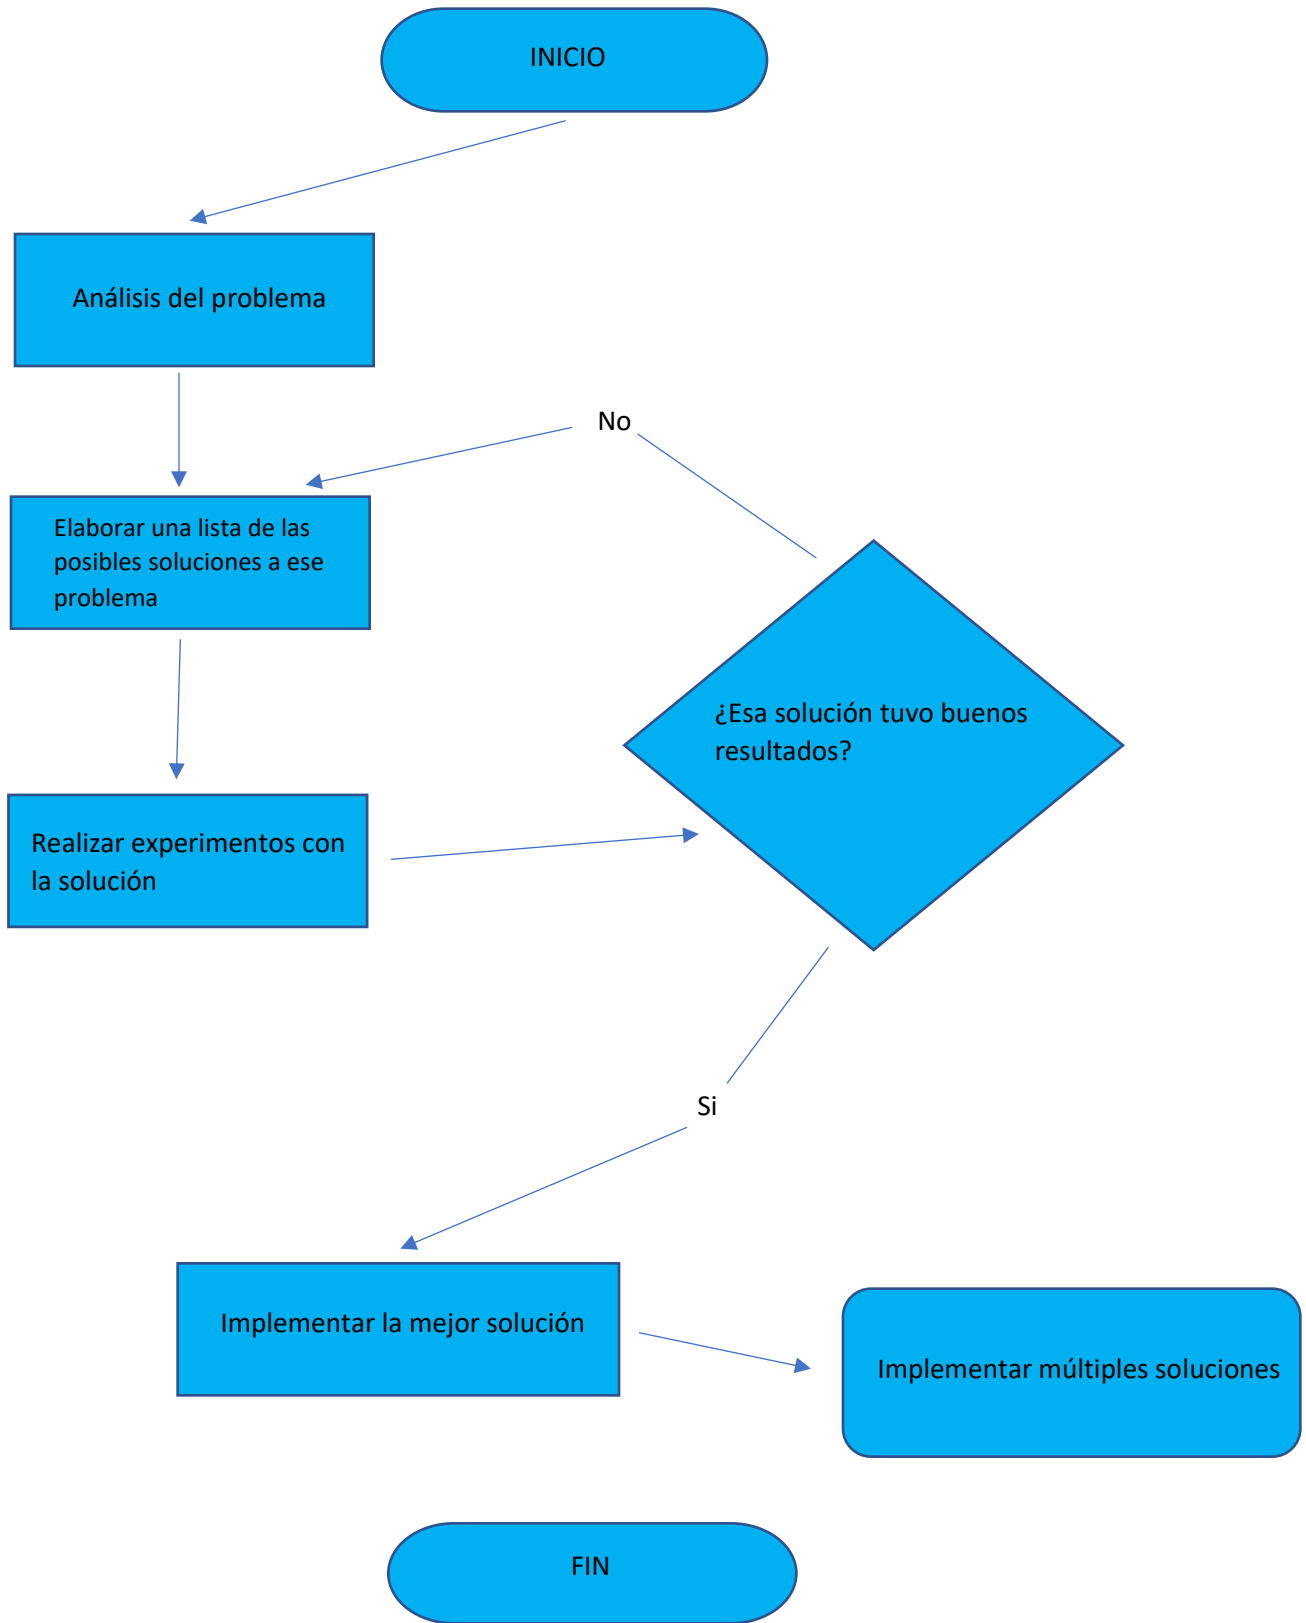 INICIO
Análisis del problema
No
Elaborar una lista de las
posibles soluciones a ese
problema
¿Esa solución tuvo buenos
resultados?
Realizar experimentos con
la solución
Si
Implementar la mejor solución
Implementar múltiples soluciones
FIN